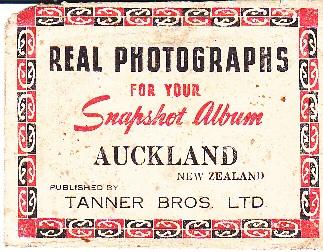 REAL PHOTOGRAPHS
FOR YOUR
Snapshot Album
AUCKLAND
NEW ZEALAND
PUBLISHED BY
TANNER BROS. LTD.